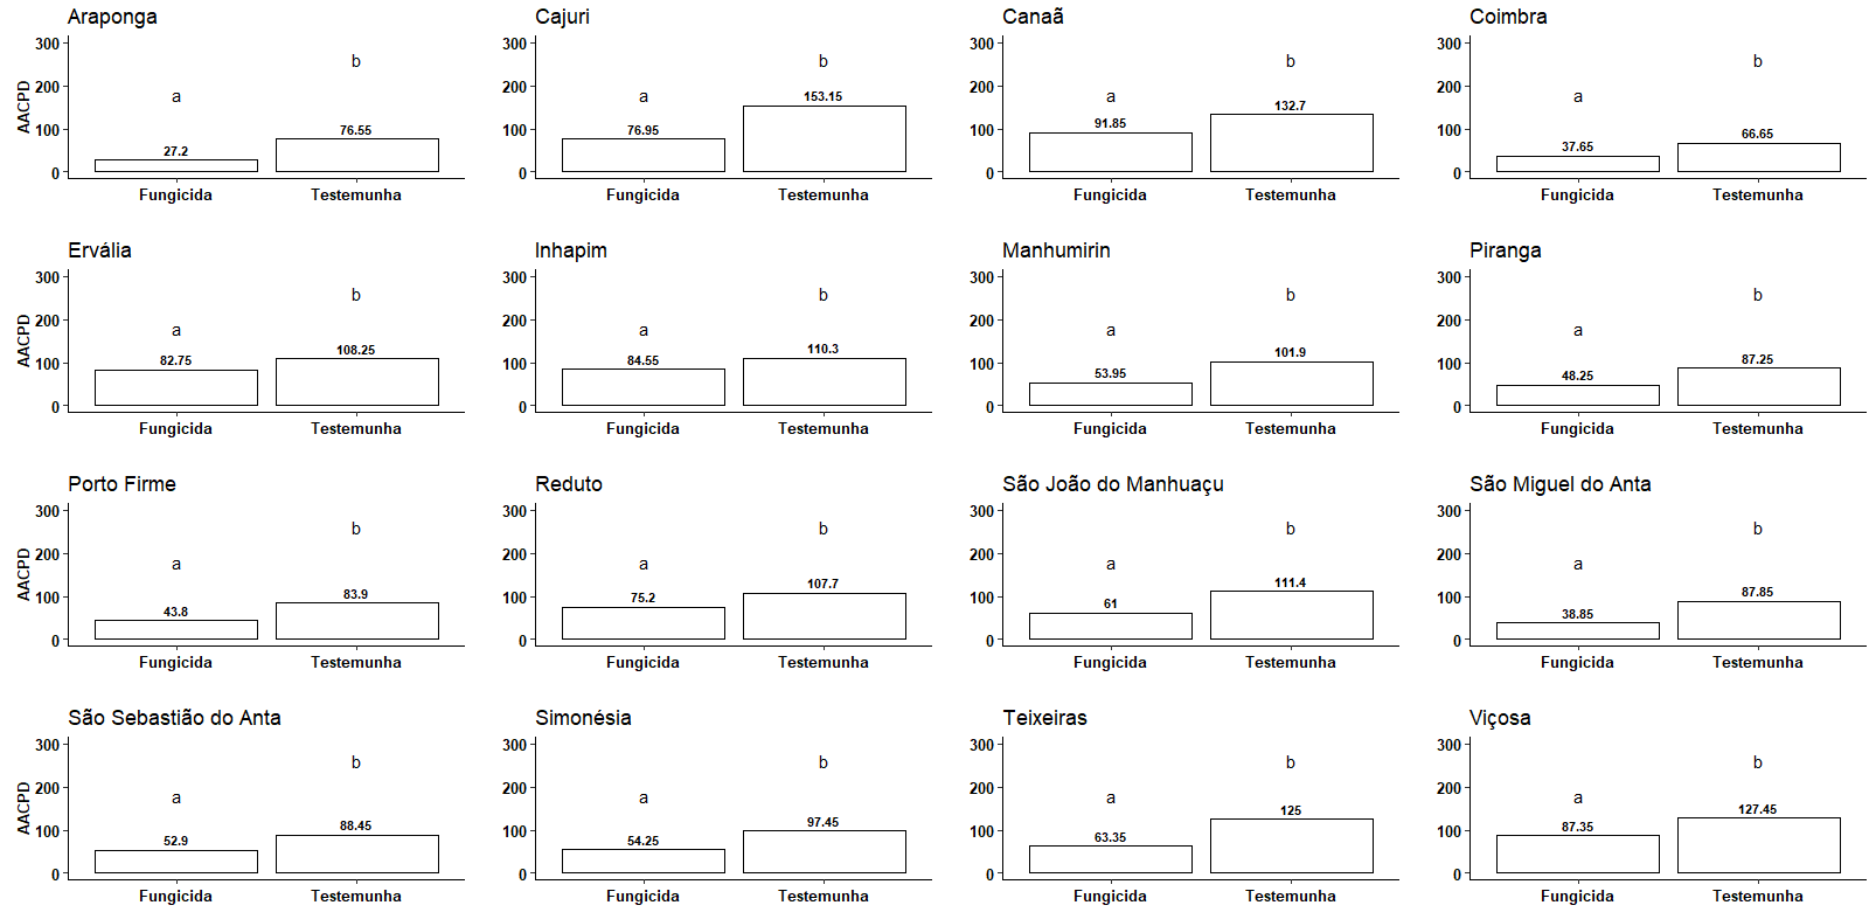 Araponga Cajuri Canaã Coimbra
300 300 300 300
b b b b
200 200 200 200
a a a a
AACPD
153.15 132.7
100 100 100 100
76.55 76.95 91.85 66.65
27.2 37.65
0 0 0 0
Fungicida Testemunha Fungicida Testemunha Fungicida Testemunha Fungicida Testemunha
Ervália Inhapim Manhumirin Piranga
300 300 300 300
b b b b
200 200 200 200
a a a a
AACPD
82.75 108.25 84.55 110.3 53.95 101.9 48.25 87.25
100 100 100 100
0 0 0 0
Fungicida Testemunha Fungicida Testemunha Fungicida Testemunha Fungicida Testemunha
Porto Firme Reduto São João do Manhuaçu São Miguel do Anta
300 300 300 300
b b b b
200 200 200 200
a a a a
AACPD
43.8 83.9 75.2 107.7 61 111.4 38.85 87.85
100 100 100 100
0 0 0 0
Fungicida Testemunha Fungicida Testemunha Fungicida Testemunha Fungicida Testemunha
São Sebastião do Anta Simonésia Teixeiras Viçosa
300 300 300 300
b b b b
200 200 200 200
a a a a
AACPD
52.9 88.45 54.25 97.45 63.35 125 87.35 127.45
100 100 100 100
0 0 0 0
Fungicida Testemunha Fungicida Testemunha Fungicida Testemunha Fungicida Testemunha